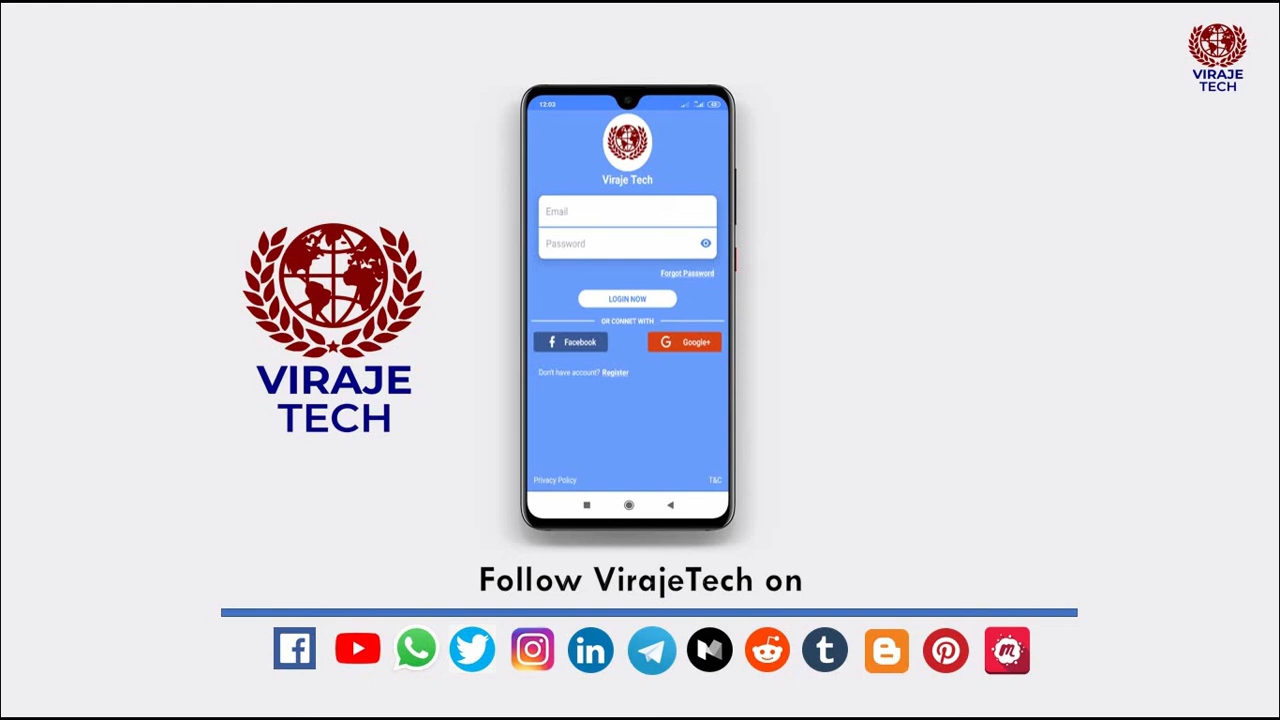 VIRAJE
TECH
12:03
Viraje Tech
Email
Password
Forgot Password
LOGIN NOW
OR CONNET WITH
Facebook
Google+
Don't have account? Register
Privacy Policy
T&C
VIRAJE
TECH
Follow VirajeTech on